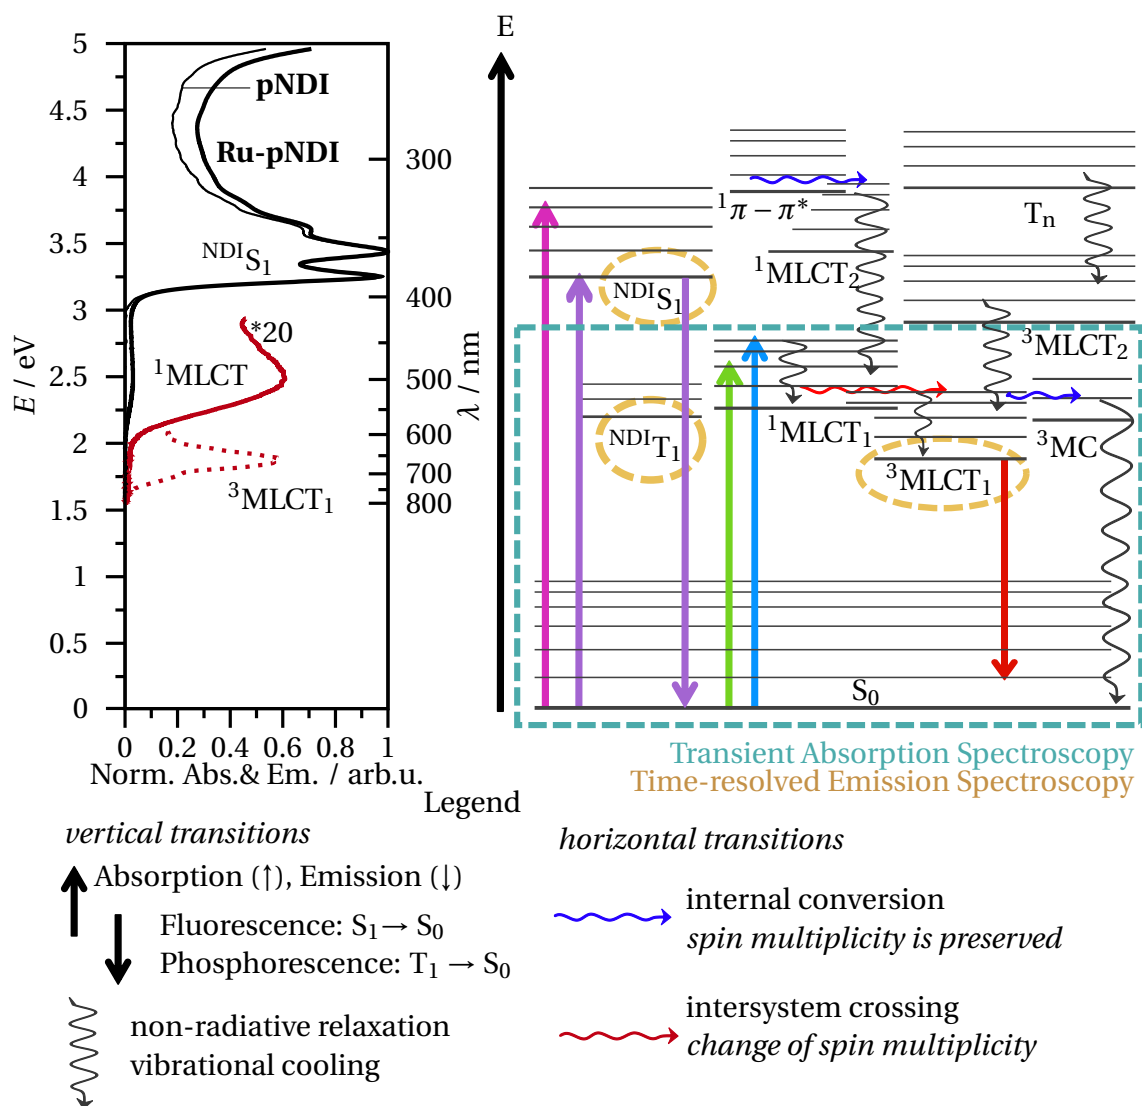 E
5
4.5
4
3.5
3
2.5
2
1.5
1
0.5
0
E / eV
pNDI
Ru-pNDI
NDIS1
*20
1MLCT
3MLCT1
300
400
500
600
700
800
λ / nm
0 0.2 0.4 0.6 0.8 1
Norm. Abs.& Em. / arb.u.
1π − π*
Tn
1MLCT2
NDIS1
3MLCT2
1MLCT1
NDIT1
3MC
3MLCT1
S0
Transient Absorption Spectroscopy
Time-resolved Emission Spectroscopy
Legend
vertical transitions
Absorption (↑), Emission (↓)
Fluorescence: S1→ S0
Phosphorescence: T1 → S0
non-radiative relaxation
vibrational cooling
horizontal transitions
internal conversion
spin multiplicity is preserved
intersystem crossing
change of spin multiplicity